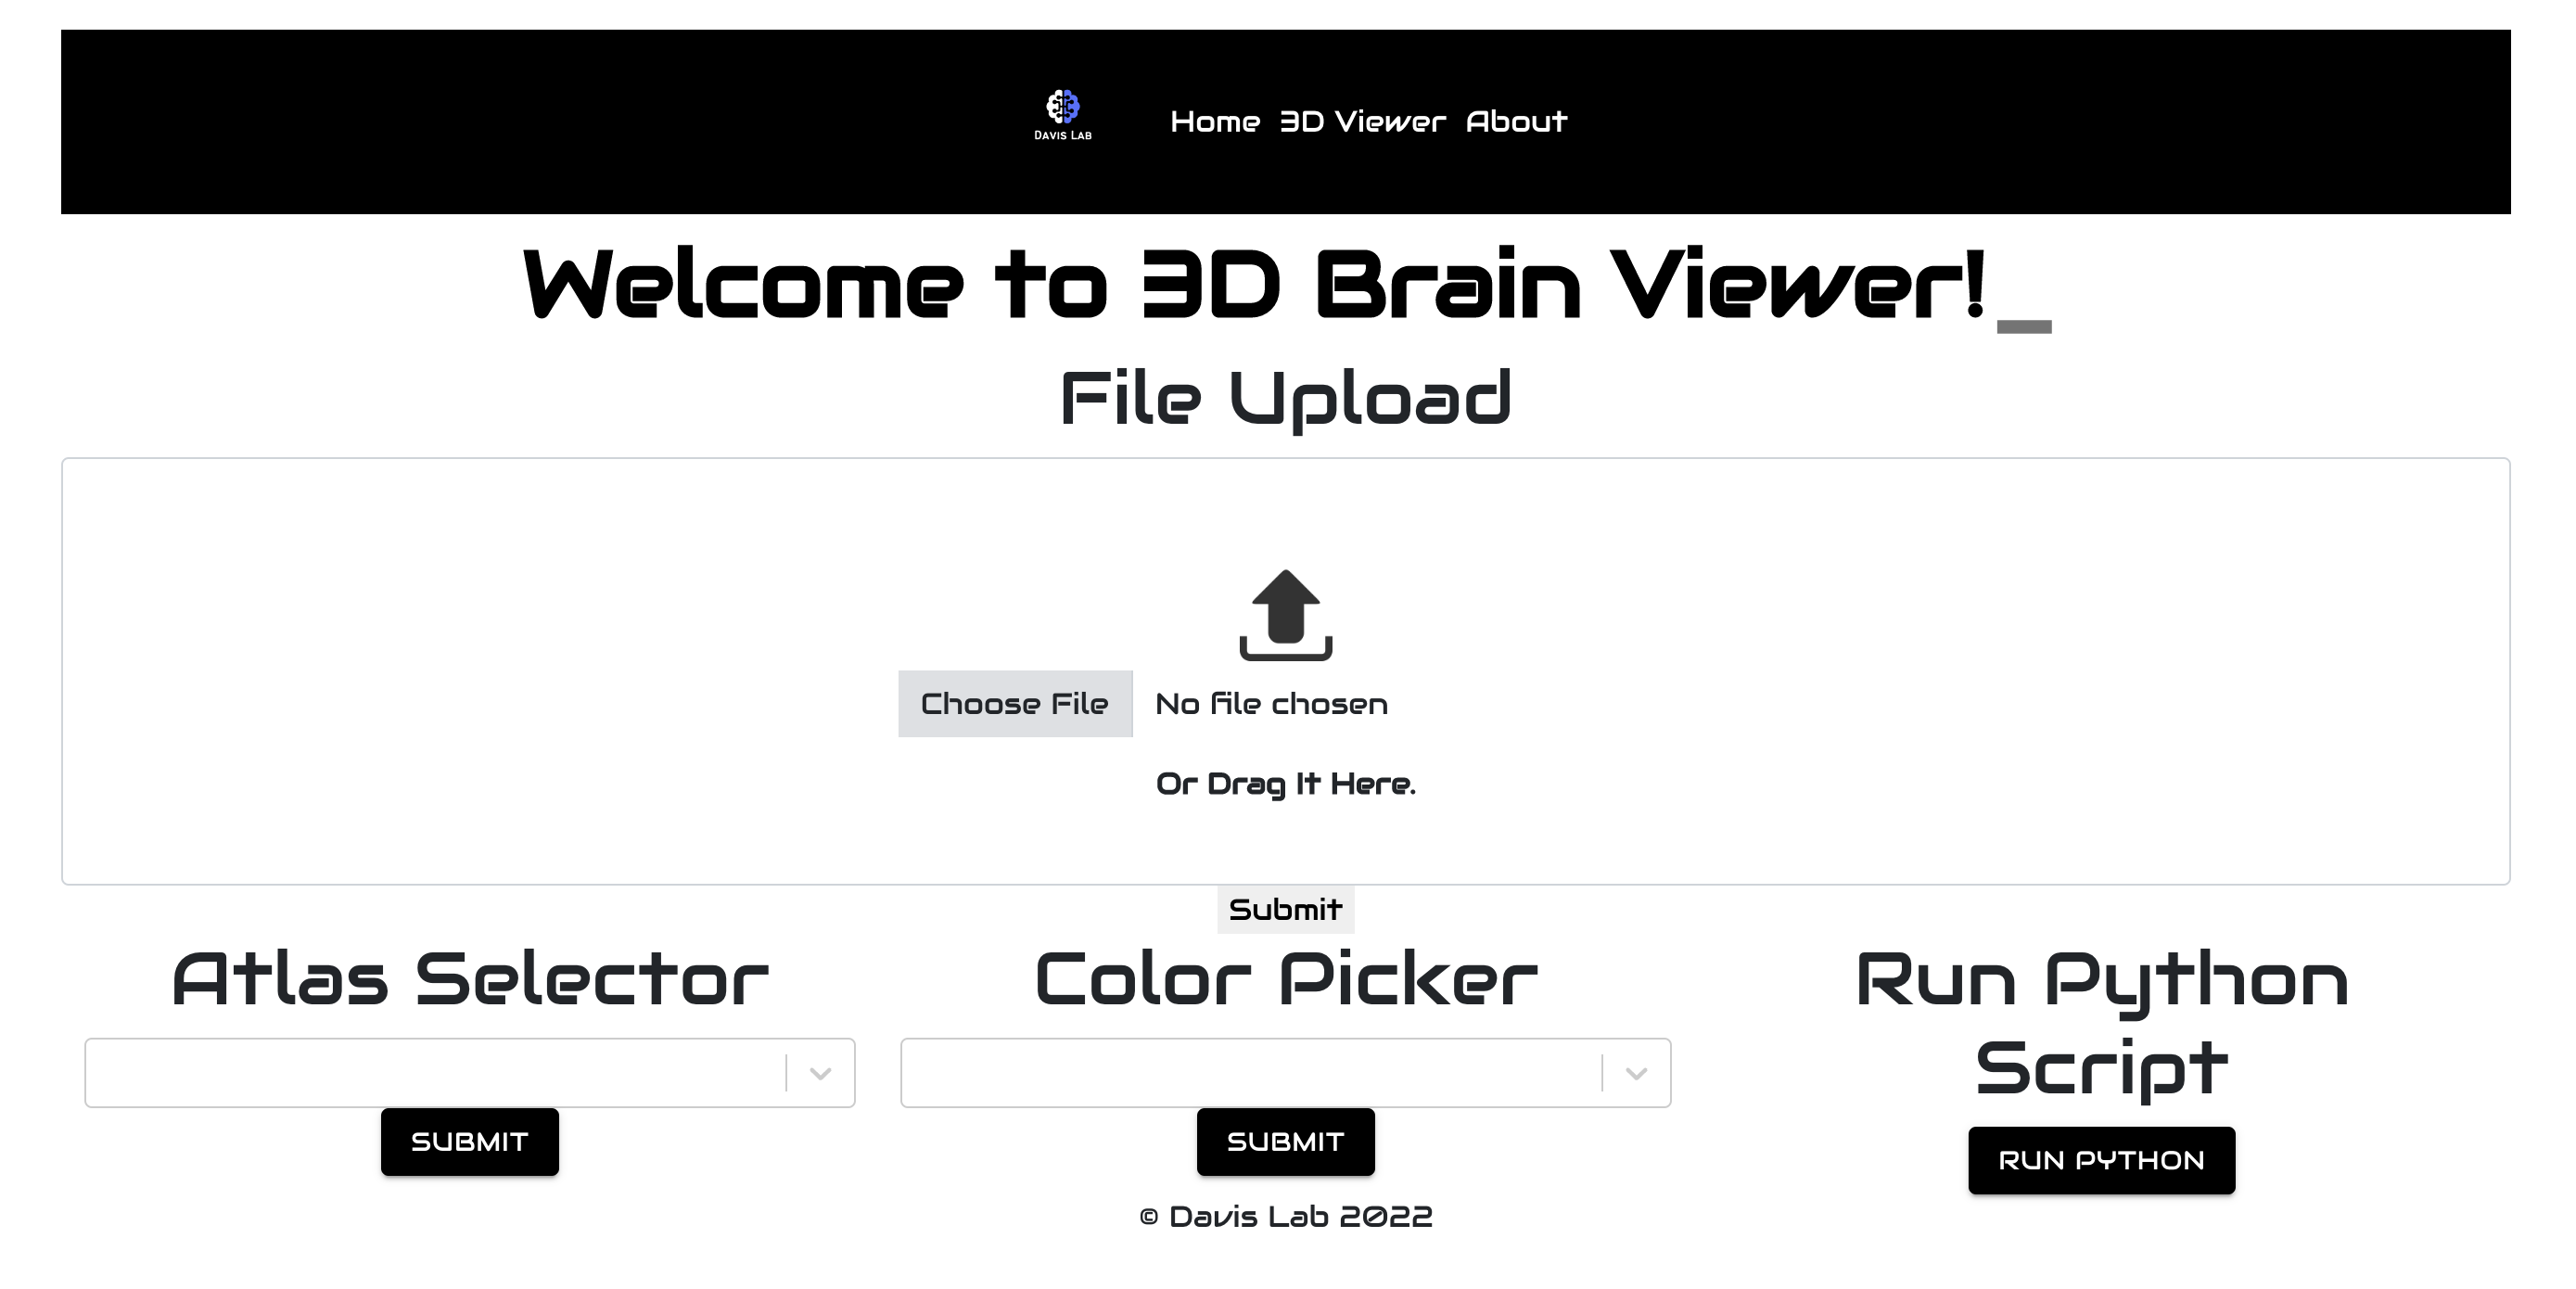 Davis Lab
Home 3D Viewer About
Welcome to 3D Brain Viewer!_
File Upload
Choose File No file chosen
Or Drag It Here.
Submit
Atlas Selector
SUBMIT
Color Picker
SUBMIT
Run Python
Script
RUN PYTHON
© Davis Lab 2022